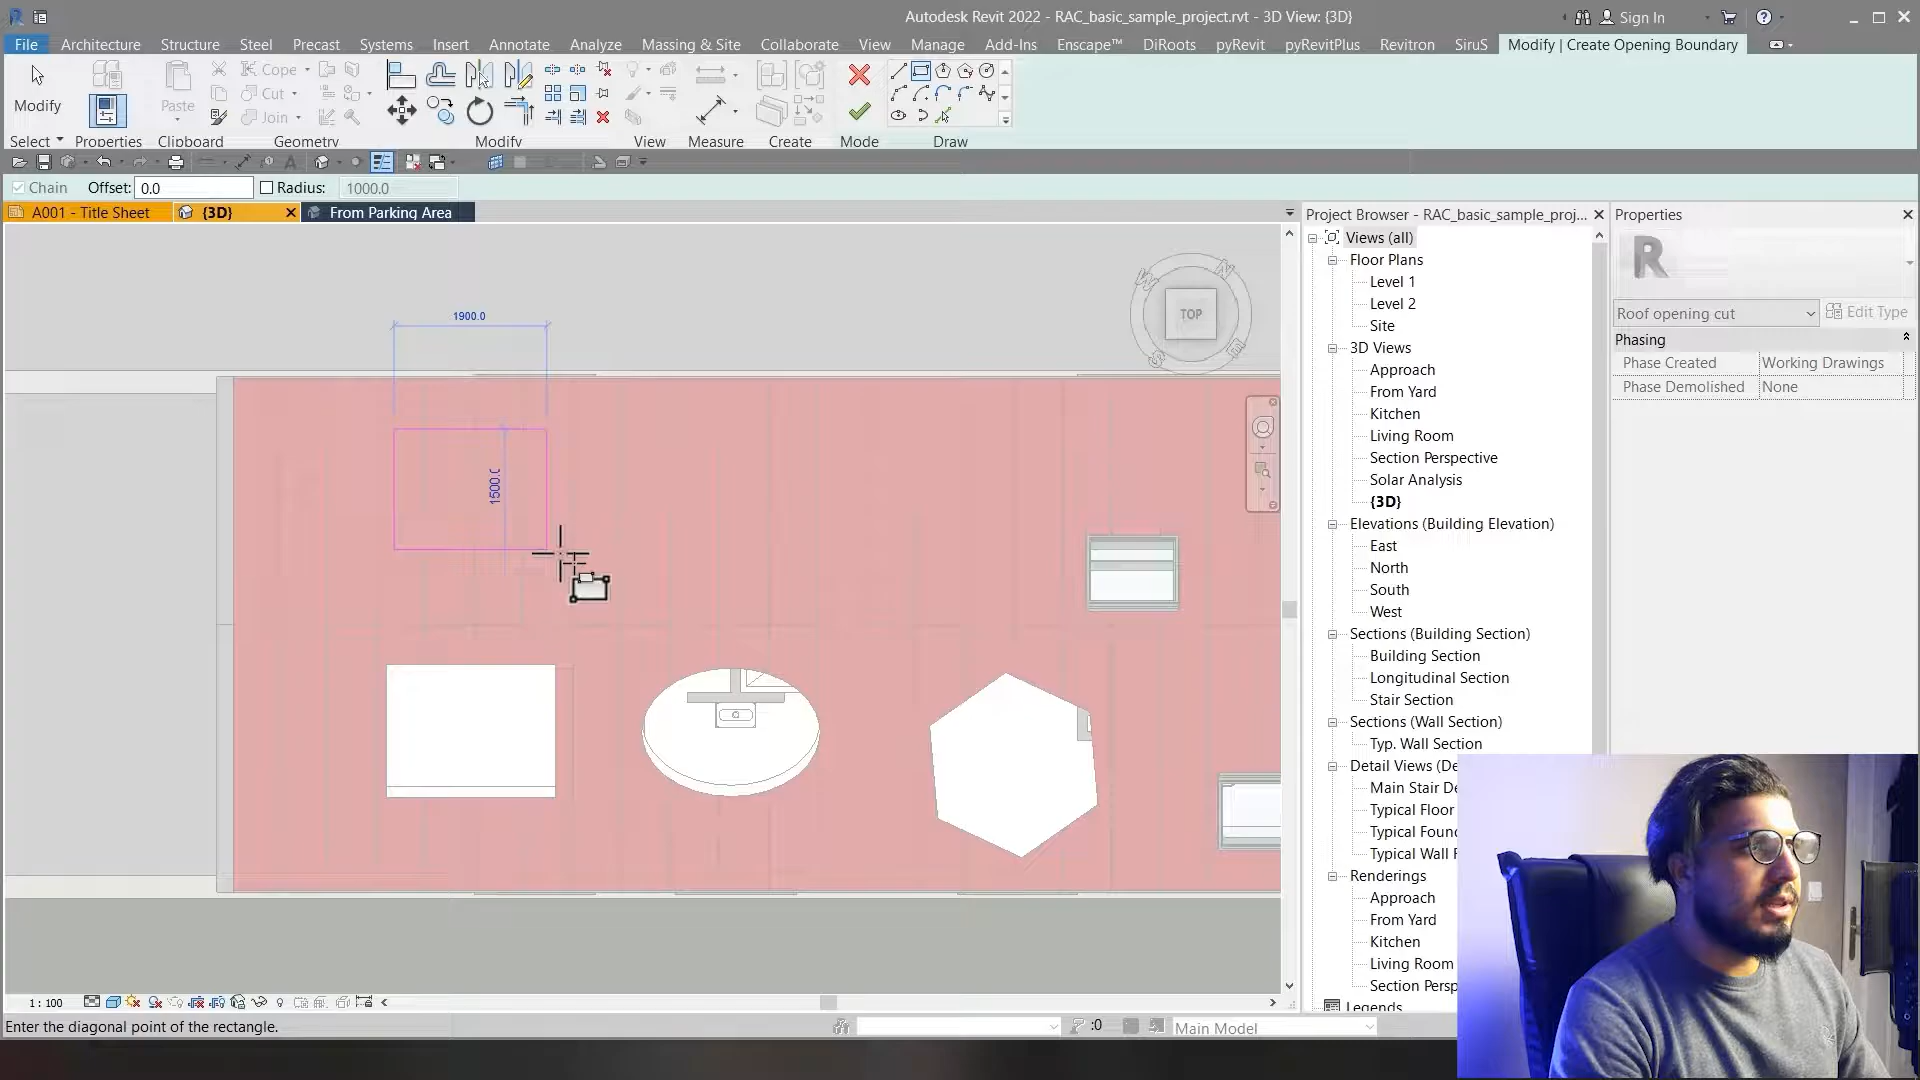 Autodesk Revit 2022 - RAC_basic_sample_project.rvt - 3D View: {3D}
Sign In
File Architecture Structure Steel Precast Systems Insert Annotate Analyze Massing & Site Collaborate View Manage Add-Ins Enscape™ DiRoots pyRevit pyRevitPlus Revitron SiruS Modify | Create Opening Boundary
Cope
Cut
Join
Modify
Paste
Select Properties Clipboard Geometry Modify View Measure Create Mode Draw
Chain Offset: 0.0 Radius: 1000.0
A001 - Title Sheet {3D} From Parking Area
Project Browser - RAC_basic_sample_proj...
Views (all)
Floor Plans
Level 1
Level 2
Site
3D Views
Approach
From Yard
Kitchen
Living Room
Section Perspective
Solar Analysis
{3D}
Elevations (Building Elevation)
East
North
South
West
Sections (Building Section)
Building Section
Longitudinal Section
Stair Section
Sections (Wall Section)
Typ. Wall Section
Detail Views (De
Main Stair De
Typical Floor
Typical Foun
Typical Wall F
Renderings
Approach
From Yard
Kitchen
Living Room
Section Persp
Legends
Properties
R
Roof opening cut Edit Type
Phasing
Phase Created Working Drawings
Phase Demolished None
1900.0
1500.0
TOP
W
N
S
E
1 : 100
Enter the diagonal point of the rectangle.
:0
Main Model